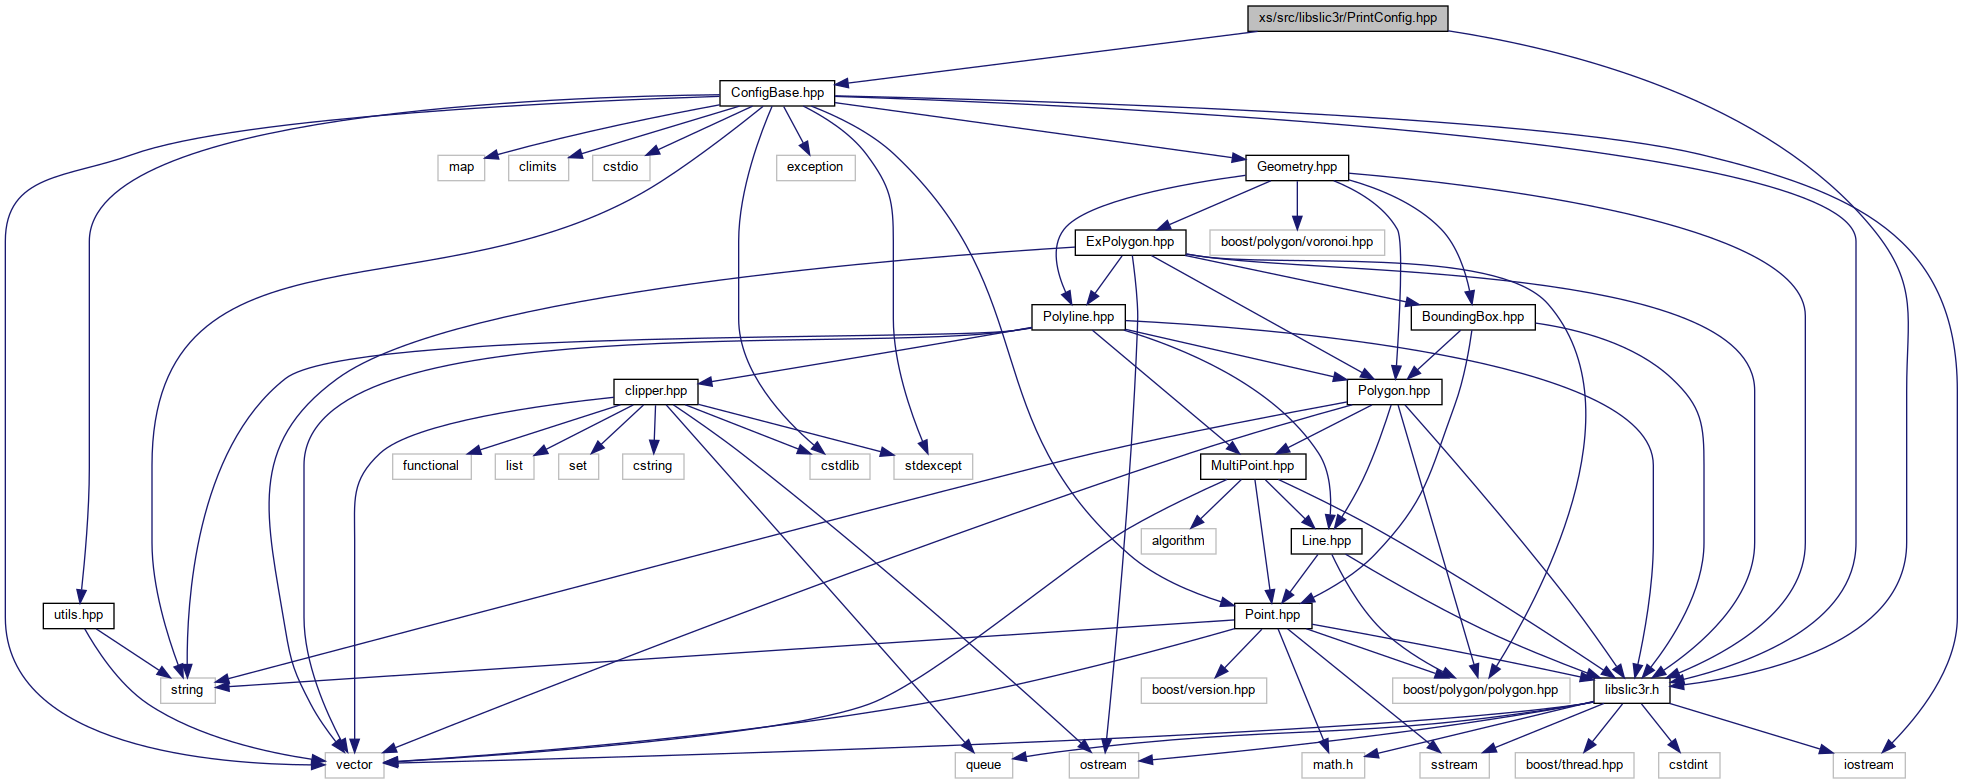 xs/src/libslic3r/PrintConfig.hpp
ConfigBase.hpp
map
climits
cstdio
exception
Geometry.hpp
ExPolygon.hpp
boost/polygon/voronoi.hpp
Polyline.hpp
BoundingBox.hpp
clipper.hpp
Polygon.hpp
functional
list
set
cstring
cstdlib
stdexcept
MultiPoint.hpp
algorithm
Line.hpp
utils.hpp
Point.hpp
string
boost/version.hpp
boost/polygon/polygon.hpp
libslic3r.h
vector
queue
ostream
math.h
sstream
boost/thread.hpp
cstdint
iostream